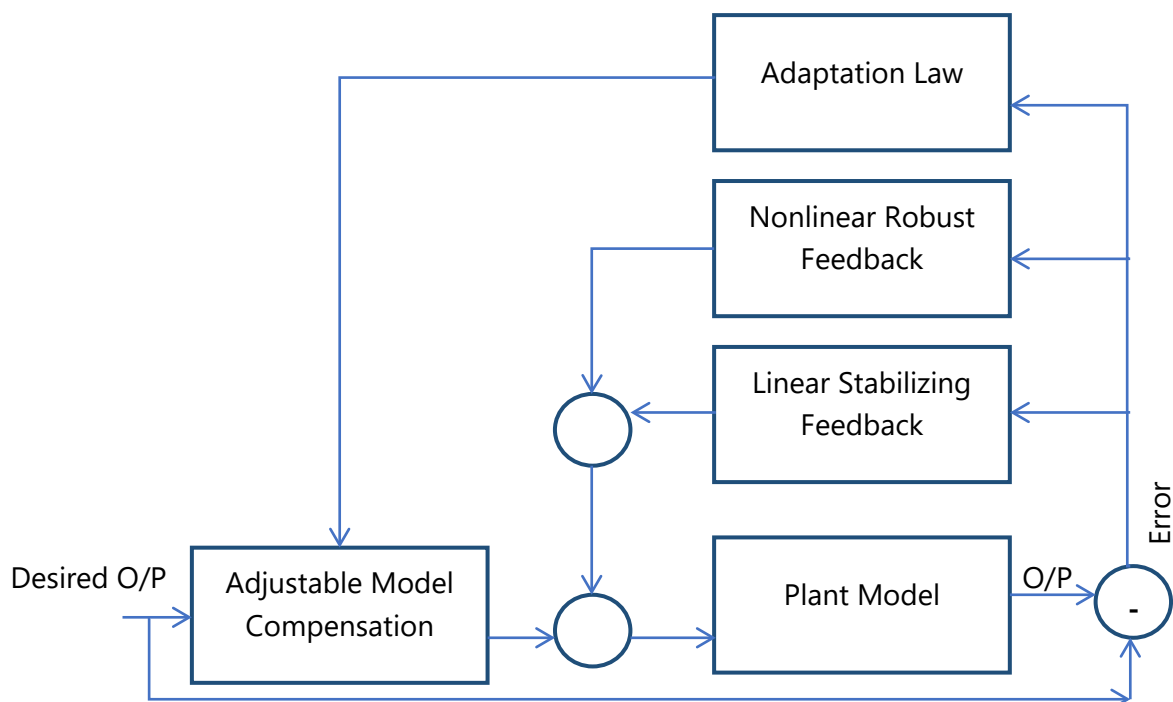 Adaptation Law
Nonlinear Robust
Feedback
Linear Stabilizing
Feedback
Error
Desired O/P
Adjustable Model
Compensation
Plant Model
O/P
-